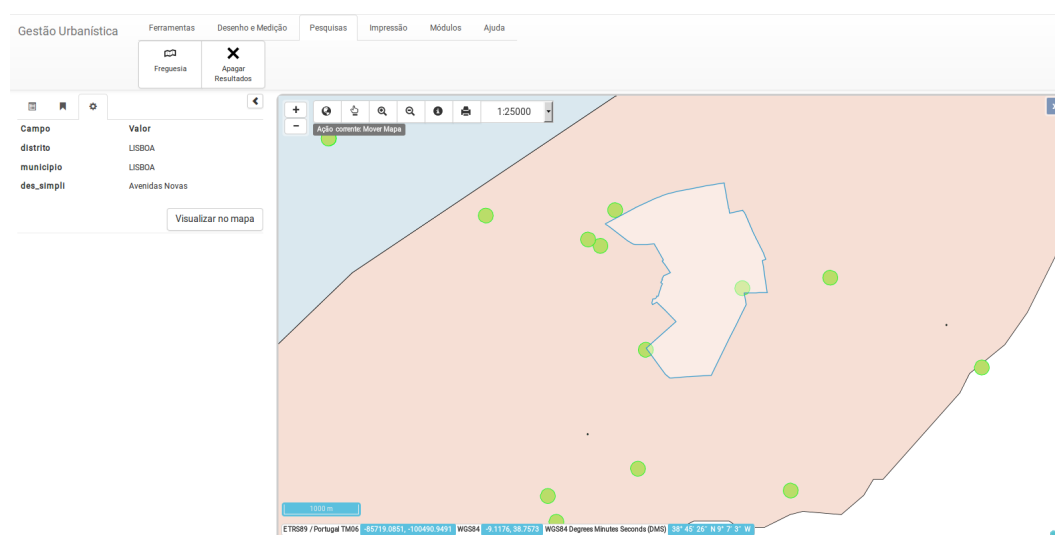 Gestão Urbanística
Ferramentas Desenho e Medição Pesquisas Impressão Módulos Ajuda
Freguesia
Apagar
Resultados
Campo Valor
distrito LISBOA
municipio LISBOA
des_simpli Avenidas Novas
Visualizar no mapa
+
−
1:25000
Ação corrente: Mover Mapa
1000 m
ETRS89 / Portugal TM06 -85719.0851, -100490.9491 WGS84 -9.1176, 38.7573 WGS84 Degrees Minutes Seconds (DMS) 38° 45' 26'' N 9° 7' 3'' W